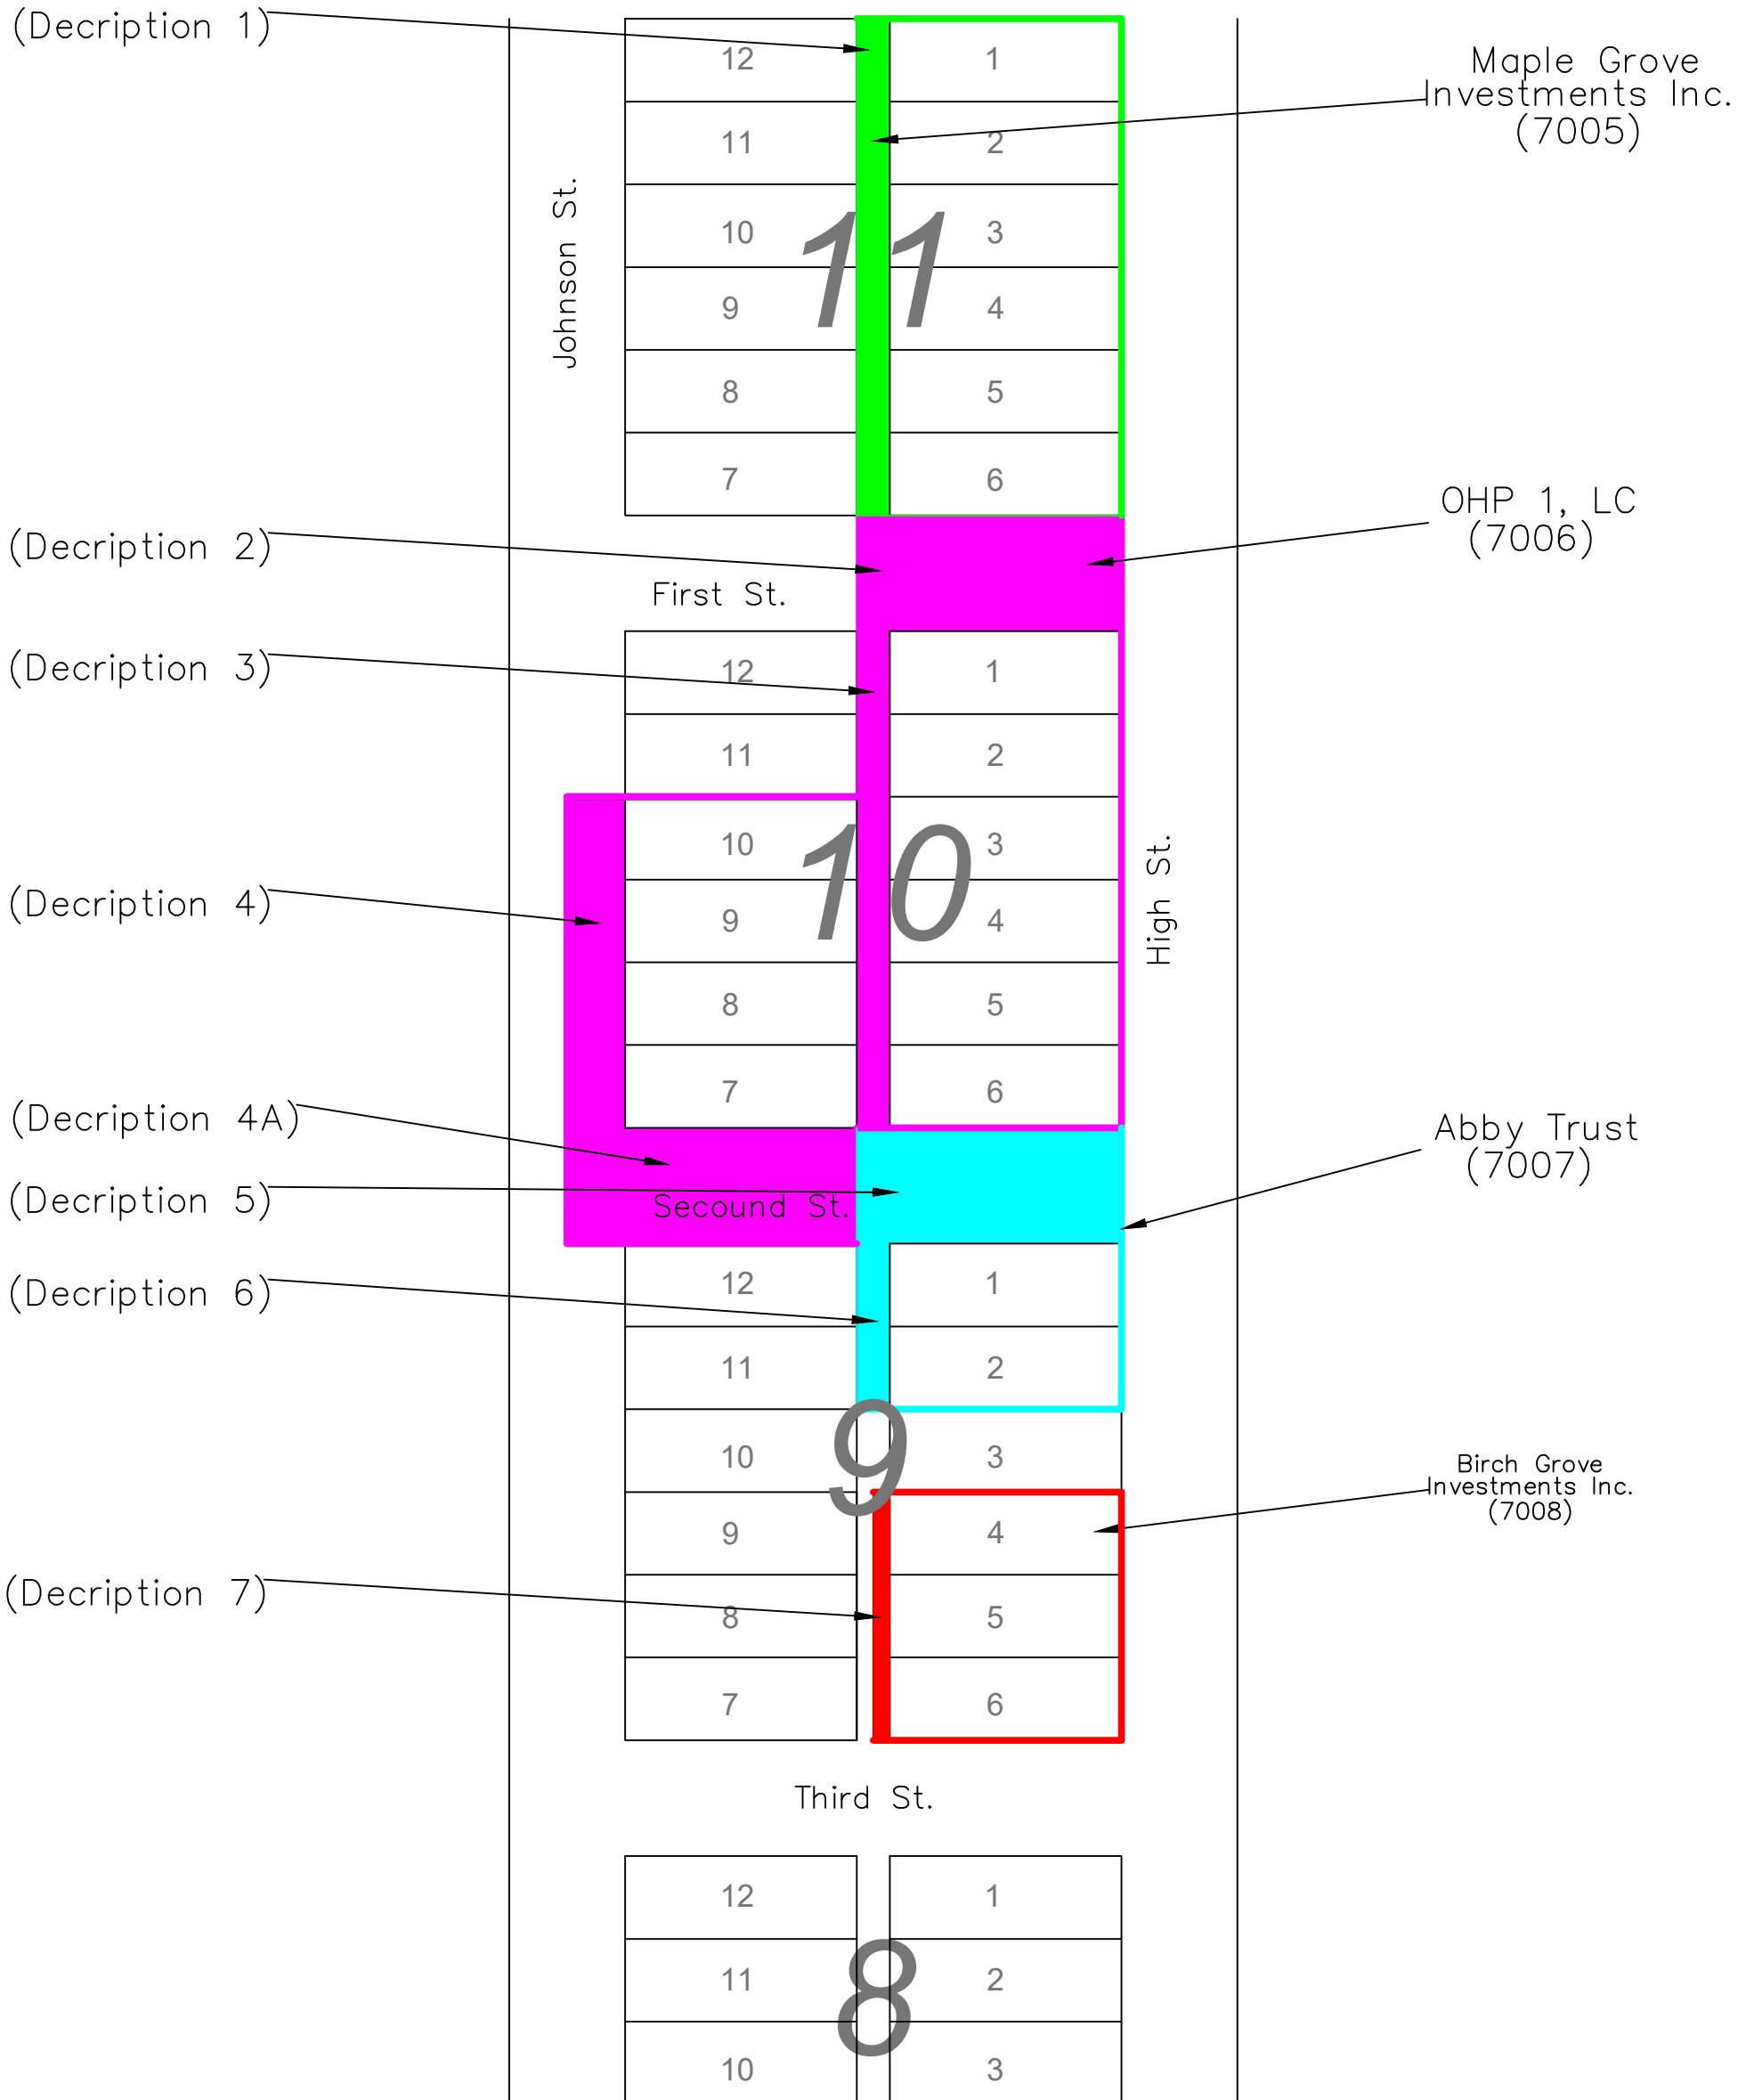 (Decription 1)
12
1
Maple Grove
Investments Inc.
(7005)
11
2
Johnson St.
10
11
3
9
4
8
5
7
6
OHP 1, LC
(7006)
(Decription 2)
First St.
(Decription 3)
12
1
11
2
10
10
3
High St.
(Decription 4)
9
4
8
5
7
6
(Decription 4A)
Abby Trust
(7007)
(Decription 5)
Secound St.
(Decription 6)
12
1
11
2
9
10
3
Birch Grove
Investments Inc.
(7008)
9
4
(Decription 7)
8
5
7
6
Third St.
12
1
11
8
2
10
3